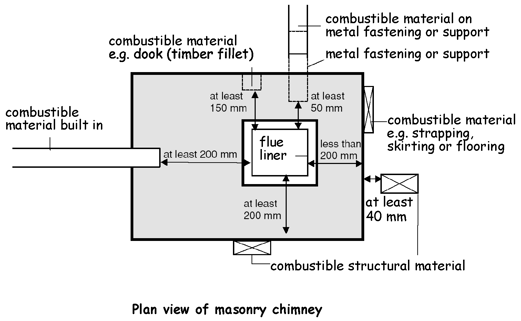 combustible material on
metal fastening or support
combustible material
e.g. dook (timber fillet)
metal fastening or support
at least
150 mm
at least
50 mm
combustible
material built in
combustible material
e.g. strapping,
skirting or flooring
flue
liner
at least 200 mm
less than
200 mm
at least
200 mm
at least
40 mm
combustible structural material
Plan view of masonry chimney